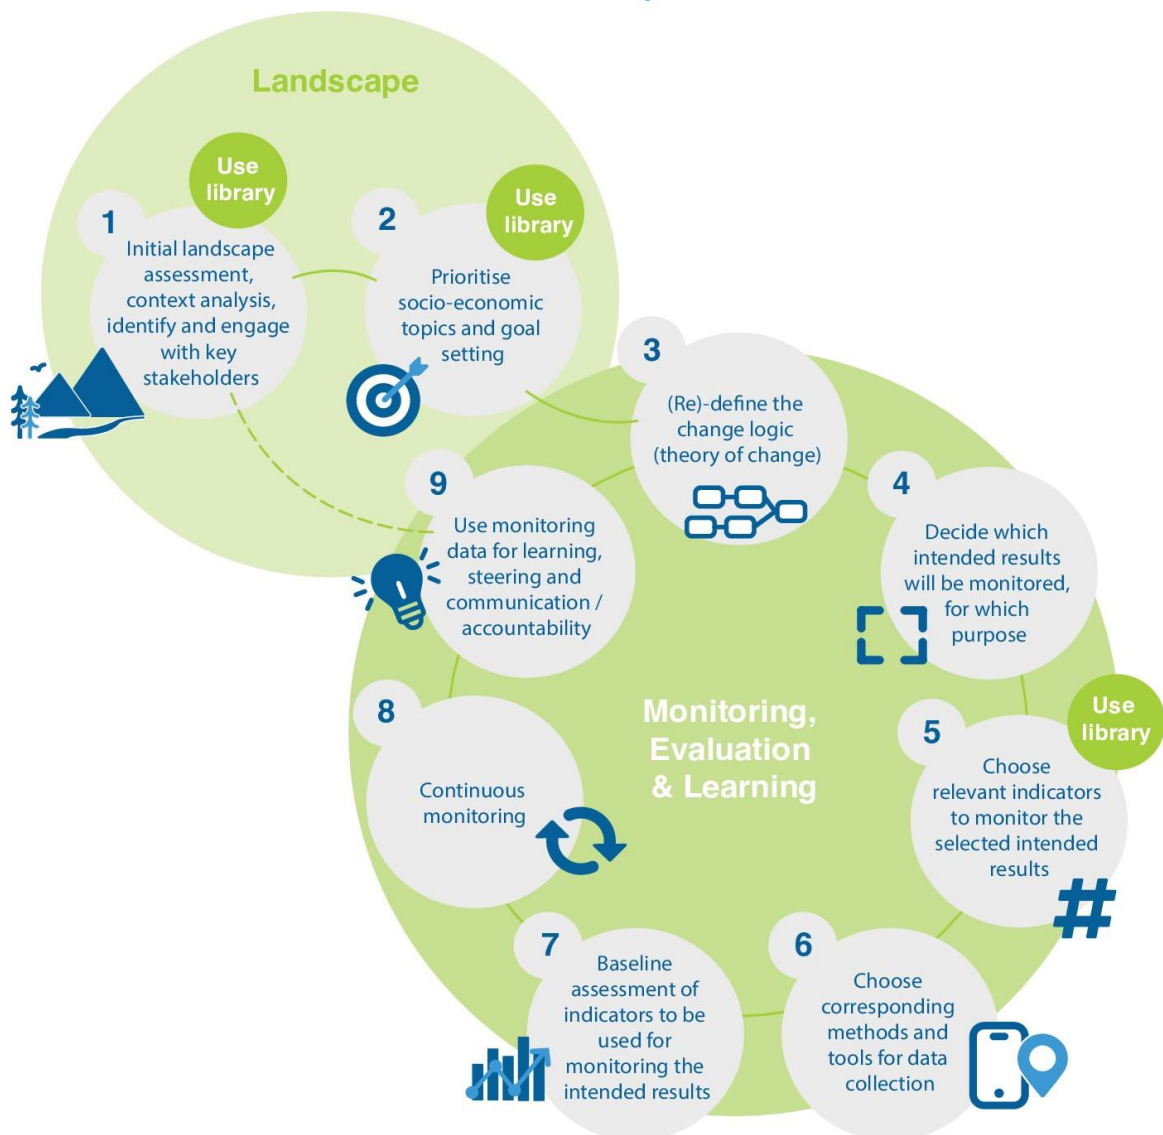 Landscape
Use
library
1
Initial landscape
assessment,
context analysis,
identify and engage
with key
stakeholders
Use
library
2
Prioritise
socio-economic
topics and goal
setting
3
(Re)-define the
change logic
(theory of change)
4
Decide which
intended results
will be monitored,
for which
purpose
Use
library
5
Choose
relevant indicators
to monitor the
selected intended
results
#
6
Choose
corresponding
methods and
tools for data
collection
7
Baseline
assessment of
indicators to be
used for
monitoring the
intended results
8
Continuous
monitoring
9
Use monitoring
data for learning,
steering and
communication /
accountability
Monitoring,
Evaluation
& Learning